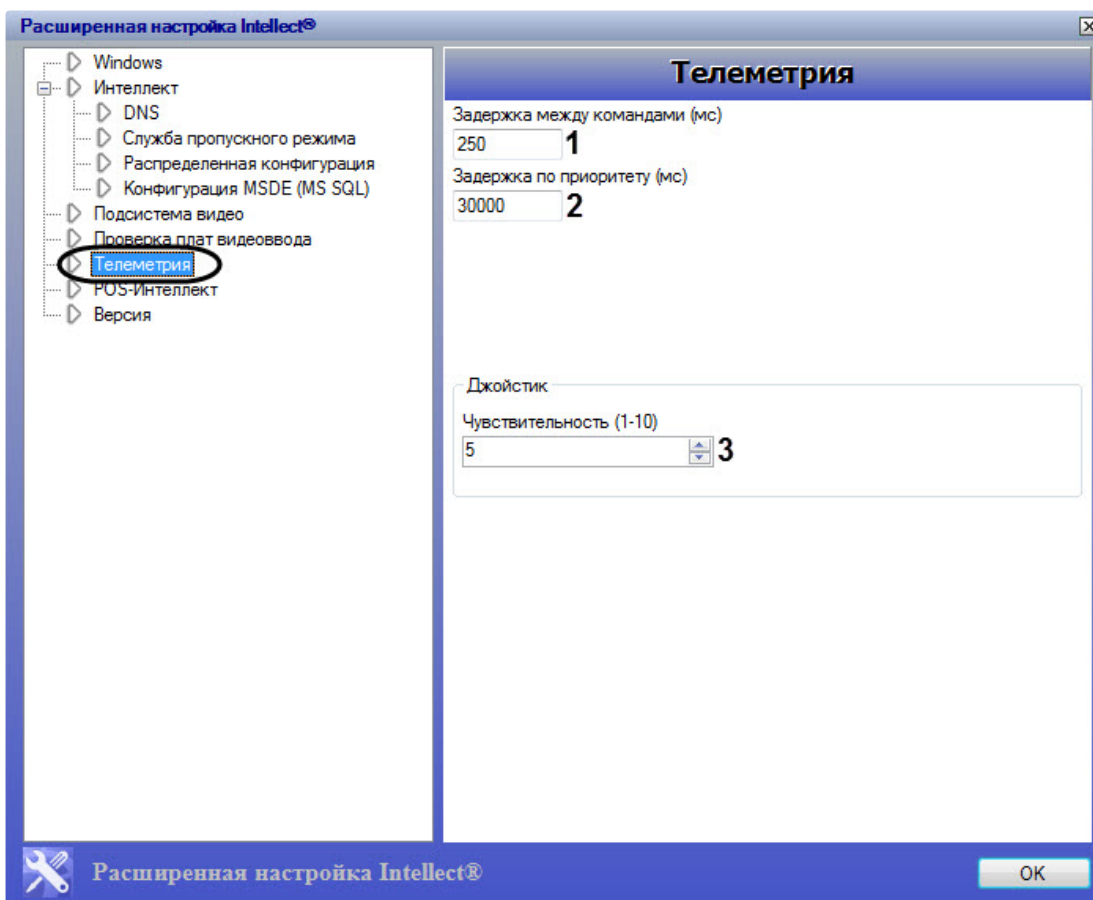 Расширенная настройка Intellect®
Windows
Интеллект
DNS
Служба пропускного режима
Распределенная конфигурация
Конфигурация MSDE (MS SQL)
Подсистема видео
Проверка плат видеоввода
Телеметрия
POS-Интеллект
Версия
Телеметрия
Задержка между командами (мс)
250 1
Задержка по приоритету (мс)
30000 2
Джойстик
Чувствительность (1-10)
5 3
Расширенная настройка Intellect®
OK